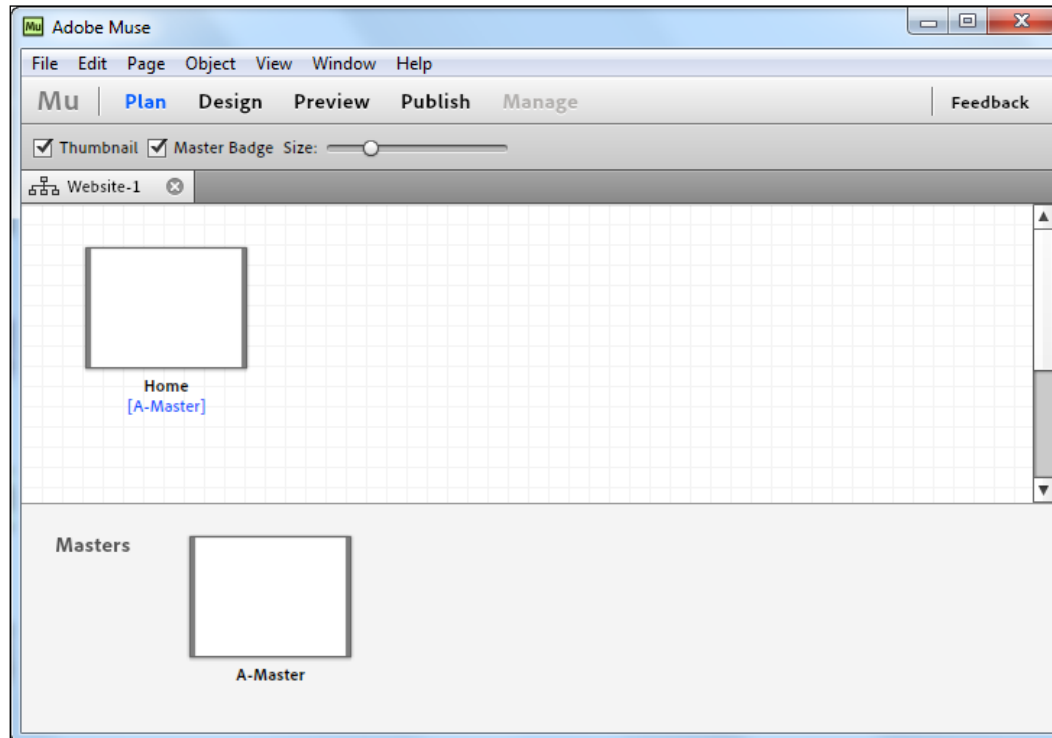 Mu Adobe Muse
File Edit Page Object View Window Help
Mu Plan Design Preview Publish Manage Feedback
Thumbnail Master Badge Size:
Website-1
Home
[A-Master]
Masters
A-Master